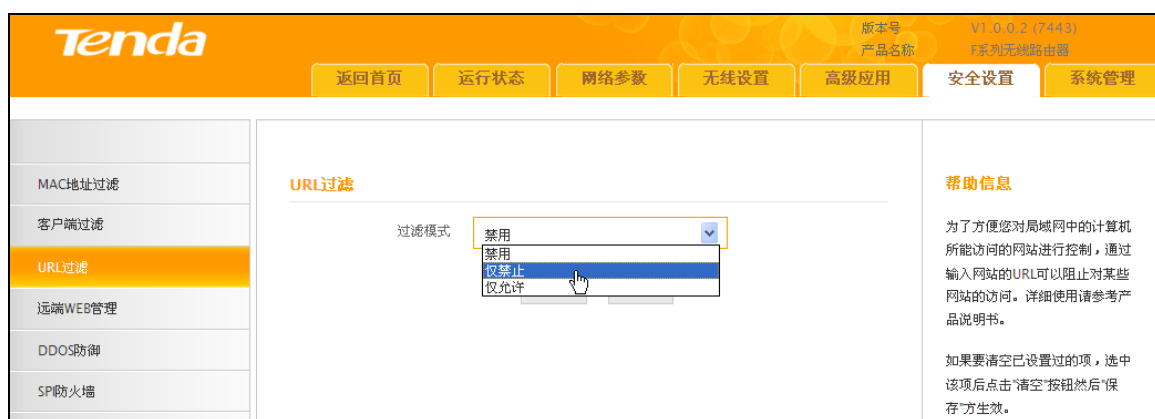 Tenda
版本号 V1.0.0.2 (7443)
产品名称 F系列无线路由器
返回首页 运行状态 网络参数 无线设置 高级应用 安全设置 系统管理
MAC地址过滤
客户端过滤
URL过滤
远端WEB管理
DDOS防御
SPI防火墙
URL过滤
过滤模式 禁用
禁用
仅禁止
仅允许
帮助信息
为了方便您对局域网中的计算机
所能访问的网站进行控制，通过
输入网站的URL可以阻止对某些
网站的访问。详细使用请参考产
品说明书。
如果要清空已设置过的项，选中
该项后点击"清空"按钮然后"保
存"方生效。